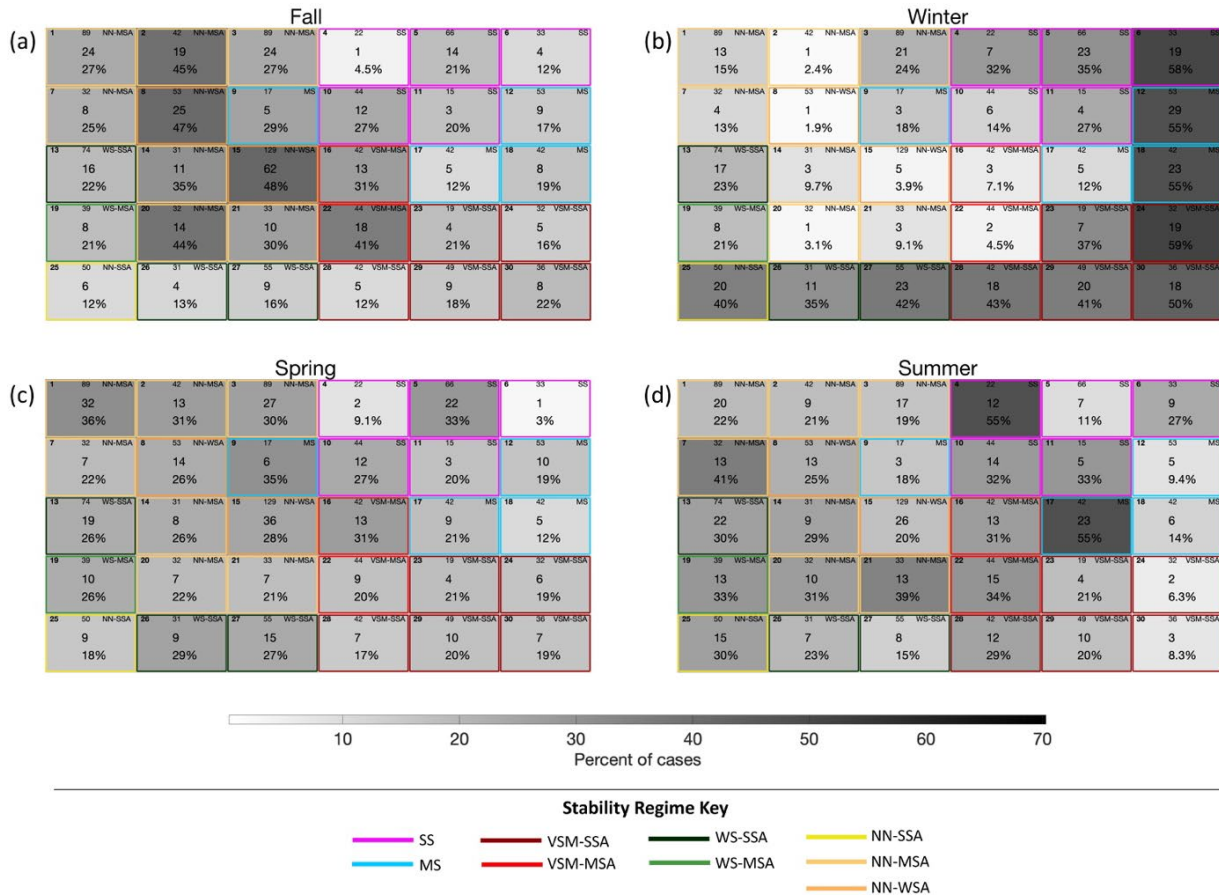 Fall
(a)
1 89 NN-MSA 2 42 NN-MSA 3 89 NN-MSA 4 22 SS 5 66 SS 6 33 SS
24 19 24 1 14 4
27% 45% 27% 4.5% 21% 12%
7 32 NN-MSA 8 53 NN-WSA 9 17 MS 10 44 SS 11 15 SS 12 53 MS
8 25 5 12 3 9
25% 47% 29% 27% 20% 17%
13 74 WS-SSA 14 31 NN-MSA 15 129 NN-WSA 16 42 VSM-MSA 17 42 MS 18 42 MS
16 11 62 13 5 8
22% 35% 48% 31% 12% 19%
19 39 WS-MSA 20 32 NN-MSA 21 33 NN-MSA 22 44 VSM-MSA 23 19 VSM-SSA 24 32 VSM-SSA
8 14 10 18 4 5
21% 44% 30% 41% 21% 16%
25 50 NN-SSA 26 31 WS-SSA 27 55 WS-SSA 28 42 VSM-SSA 29 49 VSM-SSA 30 36 VSM-SSA
6 4 9 5 9 8
12% 13% 16% 12% 18% 22%
Winter
(b)
1 89 NN-MSA 2 42 NN-MSA 3 89 NN-MSA 4 22 SS 5 66 SS 6 33 SS
13 1 21 7 23 19
15% 2.4% 24% 32% 35% 58%
7 32 NN-MSA 8 53 NN-WSA 9 17 MS 10 44 SS 11 15 SS 12 53 MS
4 1 3 6 4 29
13% 1.9% 18% 14% 27% 55%
13 74 WS-SSA 14 31 NN-MSA 15 129 NN-WSA 16 42 VSM-MSA 17 42 MS 18 42 MS
17 3 5 3 5 23
23% 9.7% 3.9% 7.1% 12% 55%
19 39 WS-MSA 20 32 NN-MSA 21 33 NN-MSA 22 44 VSM-MSA 23 19 VSM-SSA 24 32 VSM-SSA
8 1 3 2 7 19
21% 3.1% 9.1% 4.5% 37% 59%
25 50 NN-SSA 26 31 WS-SSA 27 55 WS-SSA 28 42 VSM-SSA 29 49 VSM-SSA 30 36 VSM-SSA
20 11 23 18 20 18
40% 35% 42% 43% 41% 50%
Spring
(c)
1 89 NN-MSA 2 42 NN-MSA 3 89 NN-MSA 4 22 SS 5 66 SS 6 33 SS
32 13 27 2 22 1
36% 31% 30% 9.1% 33% 3%
7 32 NN-MSA 8 53 NN-WSA 9 17 MS 10 44 SS 11 15 SS 12 53 MS
7 14 6 12 3 10
22% 26% 35% 27% 20% 19%
13 74 WS-SSA 14 31 NN-MSA 15 129 NN-WSA 16 42 VSM-MSA 17 42 MS 18 42 MS
19 8 36 13 9 5
26% 26% 28% 31% 21% 12%
19 39 WS-MSA 20 32 NN-MSA 21 33 NN-MSA 22 44 VSM-MSA 23 19 VSM-SSA 24 32 VSM-SSA
10 7 7 9 4 6
26% 22% 21% 20% 21% 19%
25 50 NN-SSA 26 31 WS-SSA 27 55 WS-SSA 28 42 VSM-SSA 29 49 VSM-SSA 30 36 VSM-SSA
9 9 15 7 10 7
18% 29% 27% 17% 20% 19%
Summer
(d)
1 89 NN-MSA 2 42 NN-MSA 3 89 NN-MSA 4 22 SS 5 66 SS 6 33 SS
20 9 17 12 7 9
22% 21% 19% 55% 11% 27%
7 32 NN-MSA 8 53 NN-WSA 9 17 MS 10 44 SS 11 15 SS 12 53 MS
13 13 3 14 5 5
41% 25% 18% 32% 33% 9.4%
13 74 WS-SSA 14 31 NN-MSA 15 129 NN-WSA 16 42 VSM-MSA 17 42 MS 18 42 MS
22 9 26 13 23 6
30% 29% 20% 31% 55% 14%
19 39 WS-MSA 20 32 NN-MSA 21 33 NN-MSA 22 44 VSM-MSA 23 19 VSM-SSA 24 32 VSM-SSA
13 10 13 15 4 2
33% 31% 39% 34% 21% 6.3%
25 50 NN-SSA 26 31 WS-SSA 27 55 WS-SSA 28 42 VSM-SSA 29 49 VSM-SSA 30 36 VSM-SSA
15 7 8 12 10 3
30% 23% 15% 29% 20% 8.3%
10 20 30 40 50 60 70
Percent of cases
Stability Regime Key
SS VSM-SSA WS-SSA NN-SSA
MS VSM-MSA WS-MSA NN-MSA
NN-WSA